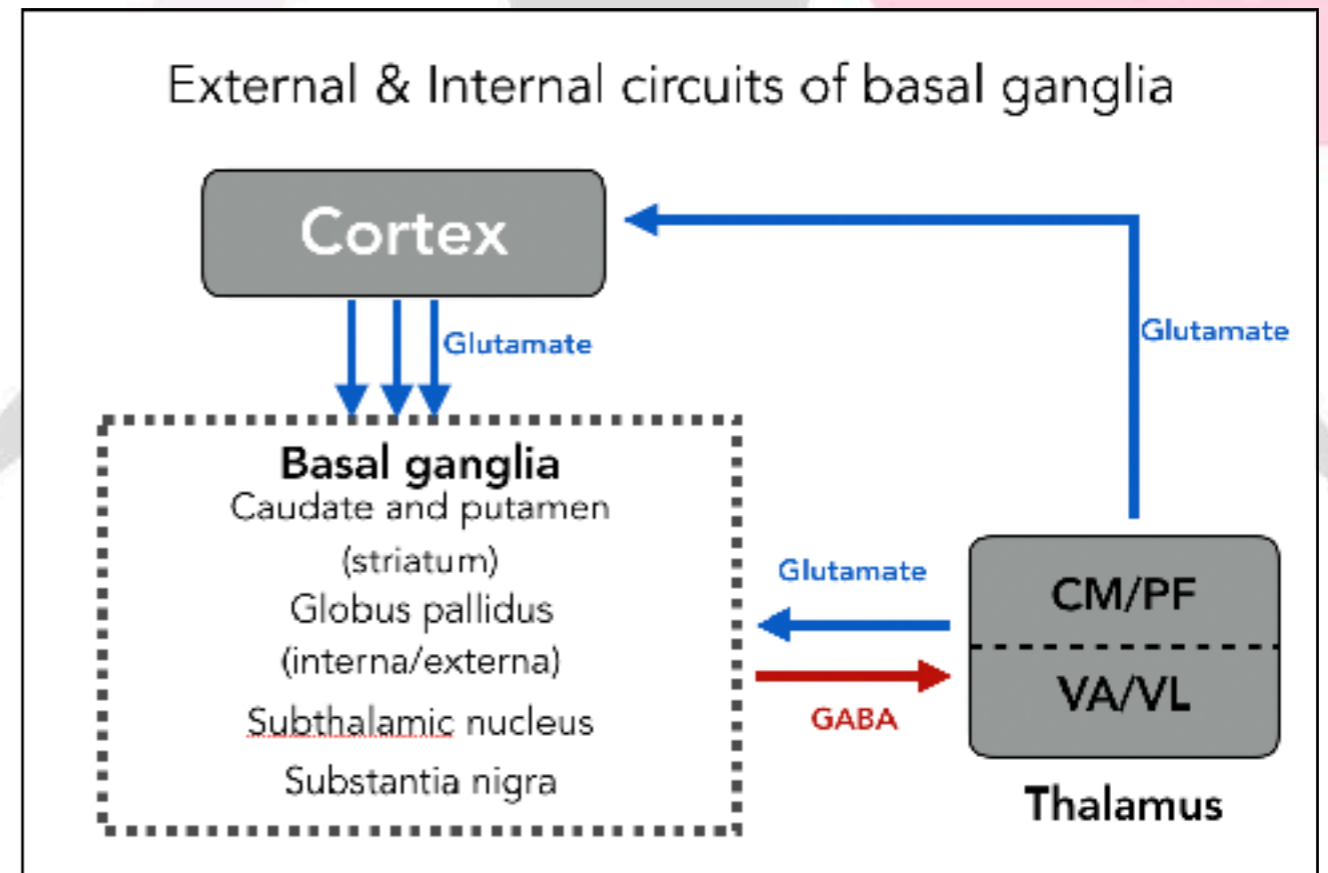 External & Internal circuits of basal ganglia
Cortex
Glutamate
Glutamate
Basal ganglia
Caudate and putamen
(striatum)
Globus pallidus
(interna/externa)
Subthalamic nucleus
Substantia nigra
Glutamate
GABA
CM/PF
VA/VL
Thalamus